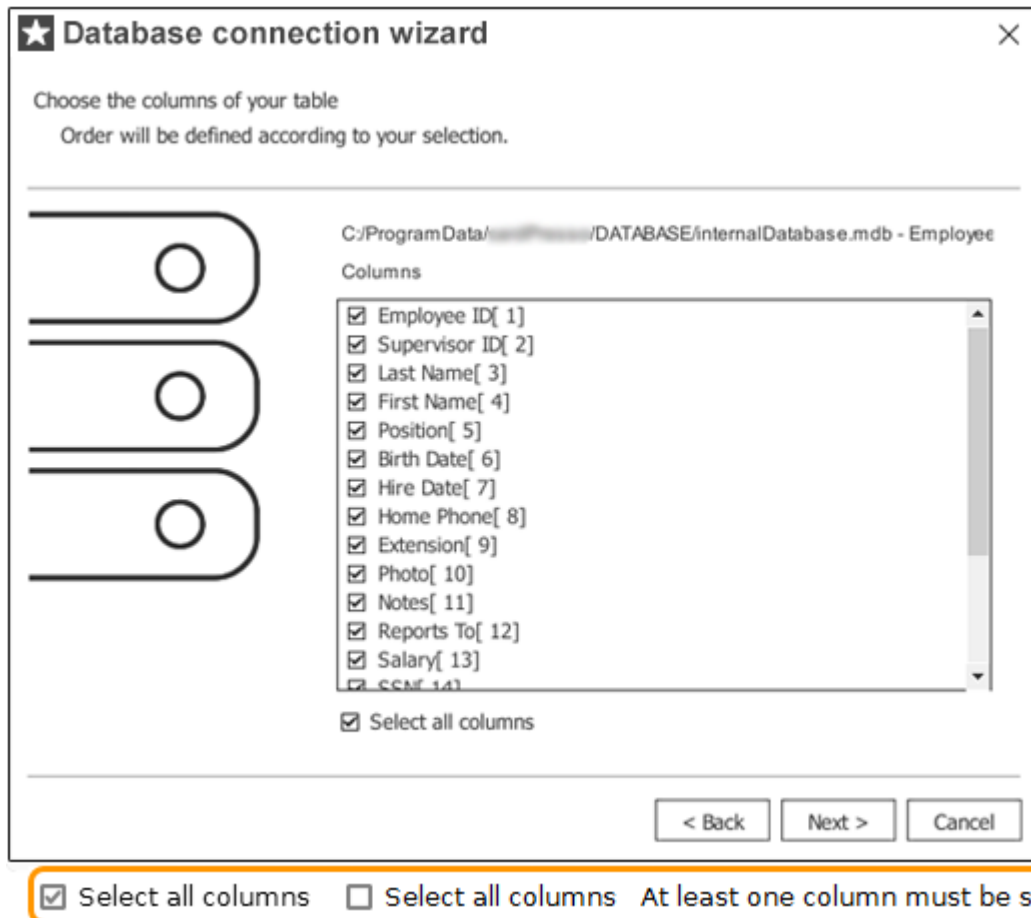 Database connection wizard
Choose the columns of your table
Order will be defined according to your selection.
C:/ProgramData/ /DATABASE/internalDatabase.mdb - Employee
Columns
Employee ID[ 1]
Supervisor ID[ 2]
Last Name[ 3]
First Name[ 4]
Position[ 5]
Birth Date[ 6]
Hire Date[ 7]
Home Phone[ 8]
Extension[ 9]
Photo[ 10]
Notes[ 11]
Reports To[ 12]
Salary[ 13]
SSN[ 14]
Select all columns
< Back Next > Cancel
Select all columns Select all columns At least one column must be s